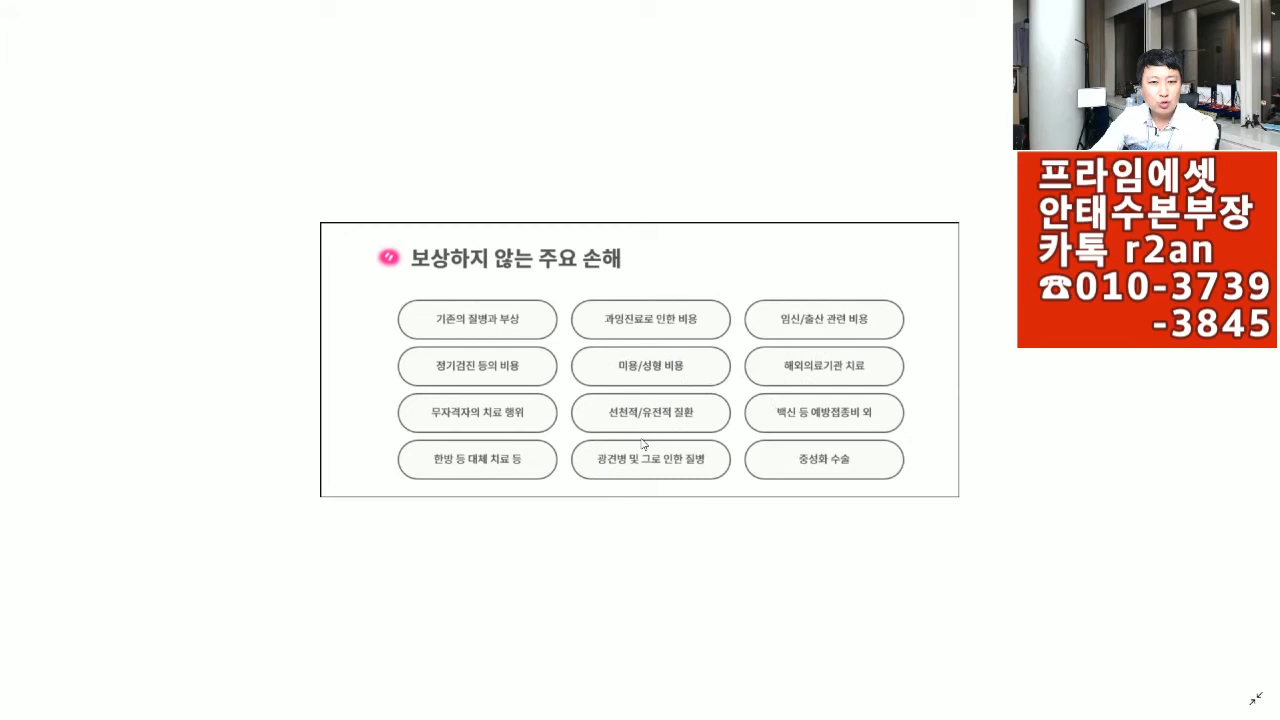 프라임에셋
안태수본부장
카톡 r2an
☎010-3739
-3845
보상하지 않는 주요 손해
기존의 질병과 부상
과잉진료로 인한 비용
임신/출산 관련 비용
정기검진 등의 비용
미용/성형 비용
해외의료기관 치료
무자격자의 치료 행위
선천적/유전적 질환
백신 등 예방접종비 외
한방 등 대체 치료 등
광견병 및 그로 인한 질병
중성화 수술